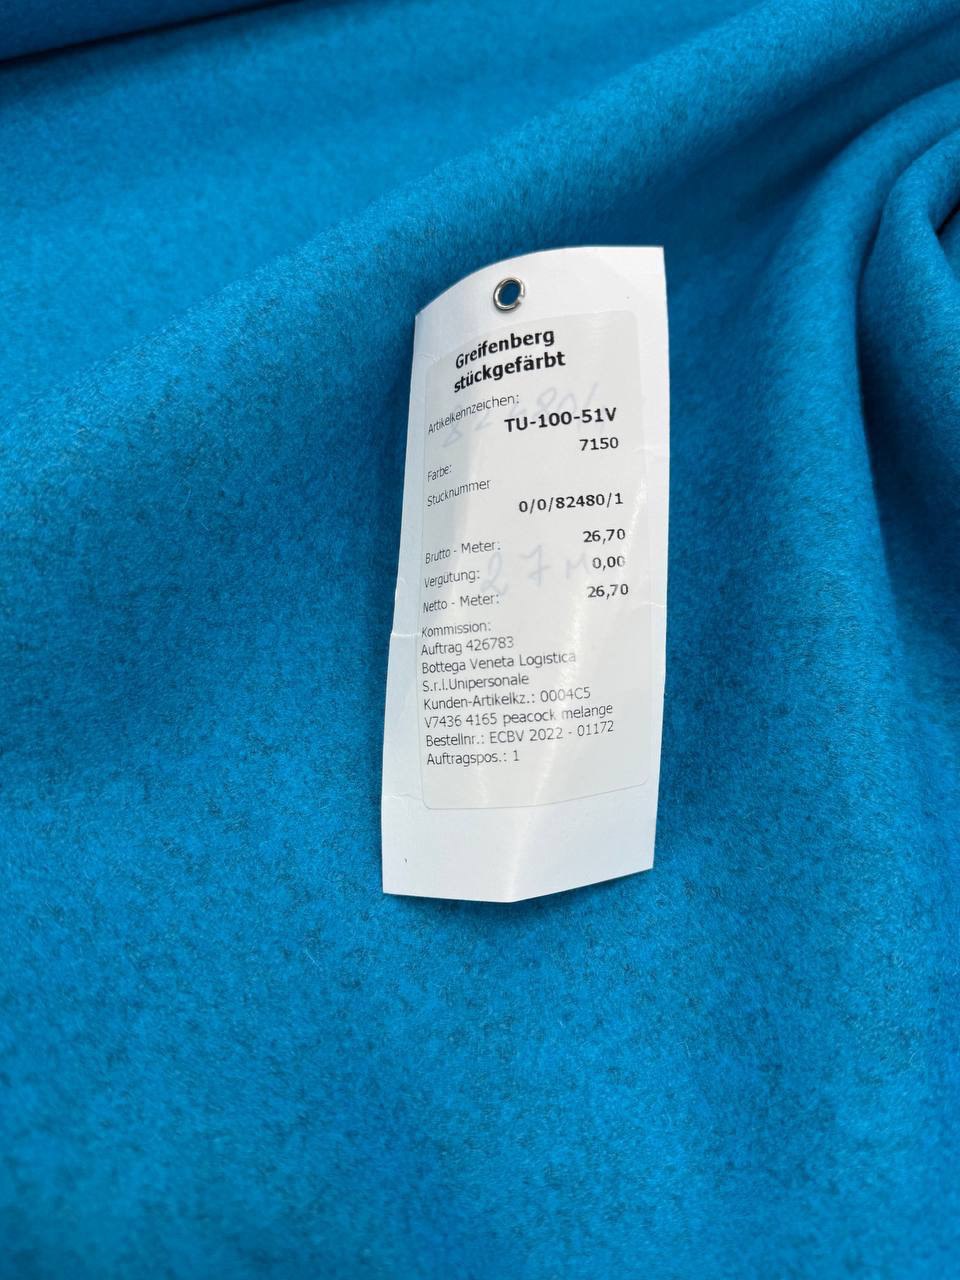 Greifenberg
stückgefärbt
Artikelkennzeichen:
TU-100-51V
7150
Farbe:
Stücknummer
0/0/82480/1
Brutto - Meter: 26,70
Vergütung: 0,00
Netto - Meter: 26,70
Kommission:
Auftrag 426783
Bottega Veneta Logistica
S.r.l.Unipersonale
Kunden-Artikelkz.: 0004C5
V7436 4165 peacock melange
Bestellnr.: ECBV 2022 - 01172
Auftragspos.: 1